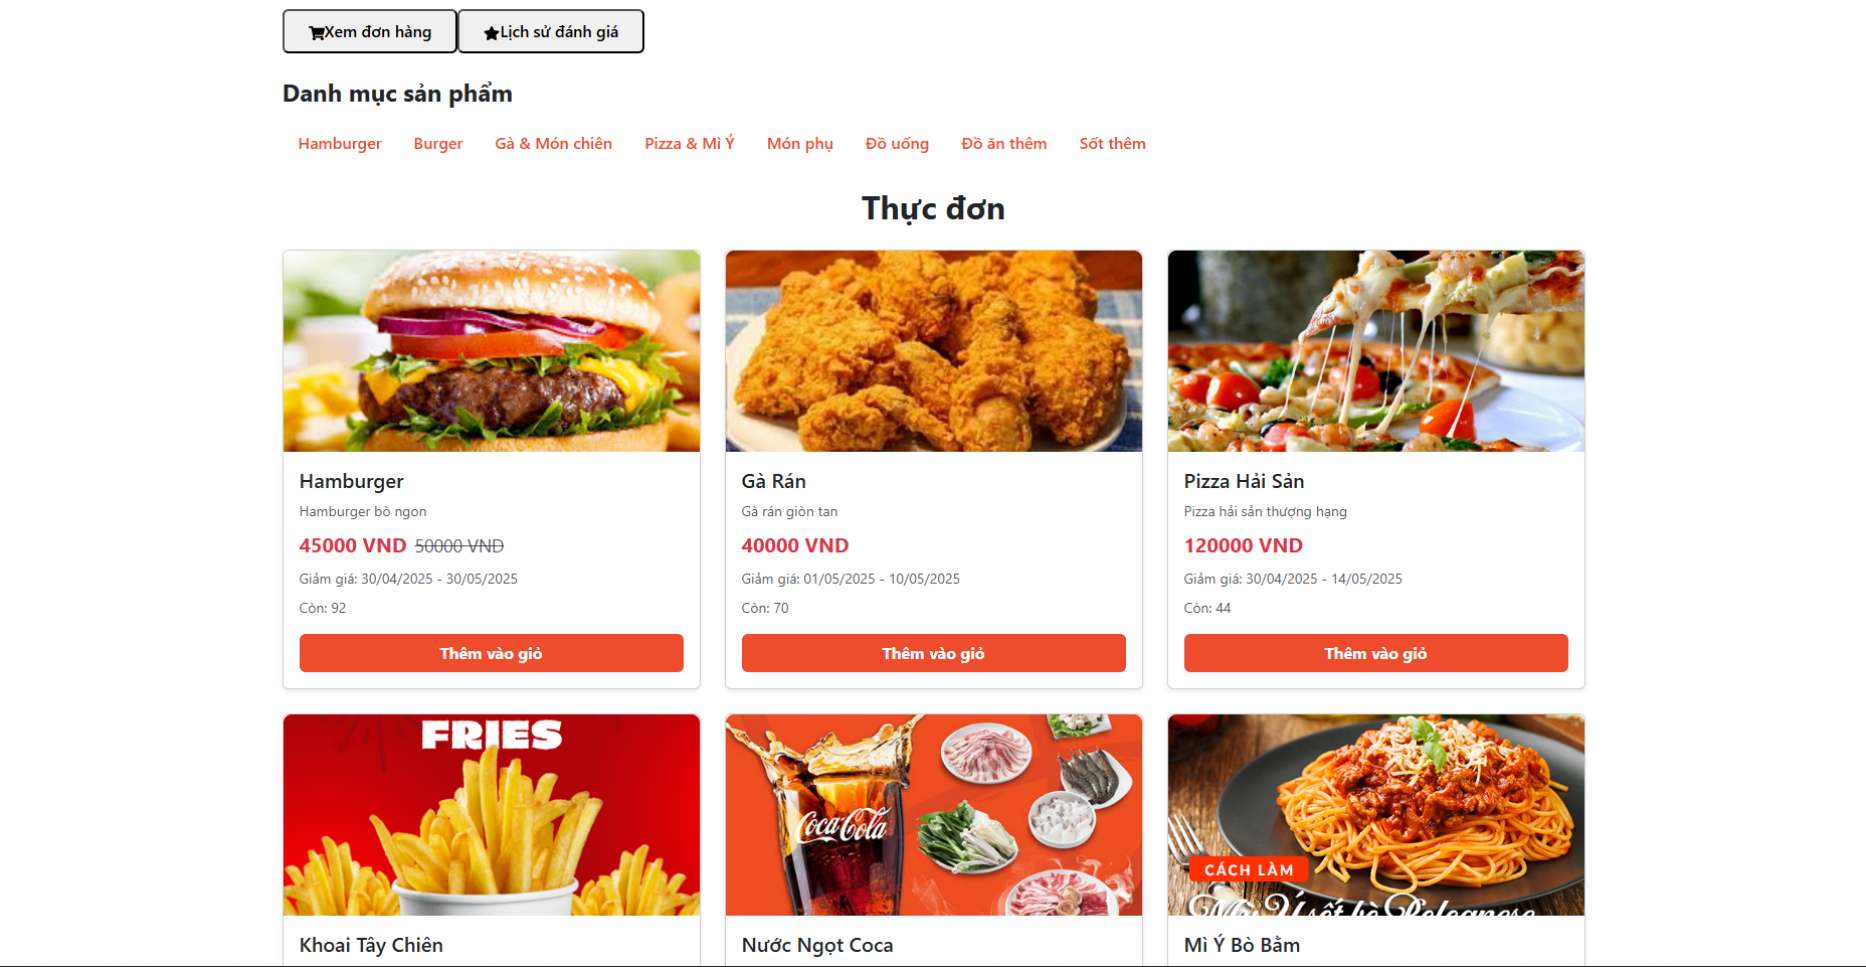 Xem đơn hàng Lịch sử đánh giá
Danh mục sản phẩm
Hamburger Burger Gà & Món chiên Pizza & Mì Ý Món phụ Đồ uống Đồ ăn thêm Sốt thêm
Thực đơn
Hamburger
Hamburger bò ngon
45000 VND 50000 VND
Giảm giá: 30/04/2025 - 30/05/2025
Còn: 92
Thêm vào giỏ
Gà Rán
Gà rán giòn tan
40000 VND
Giảm giá: 01/05/2025 - 10/05/2025
Còn: 70
Thêm vào giỏ
Pizza Hải Sản
Pizza hải sản thượng hạng
120000 VND
Giảm giá: 30/04/2025 - 14/05/2025
Còn: 44
Thêm vào giỏ
FRIES
Khoai Tây Chiên
Coca-Cola
Nước Ngọt Coca
CÁCH LÀM
Mì Ý sốt bò Bolognese
Mì Ý Bò Bằm